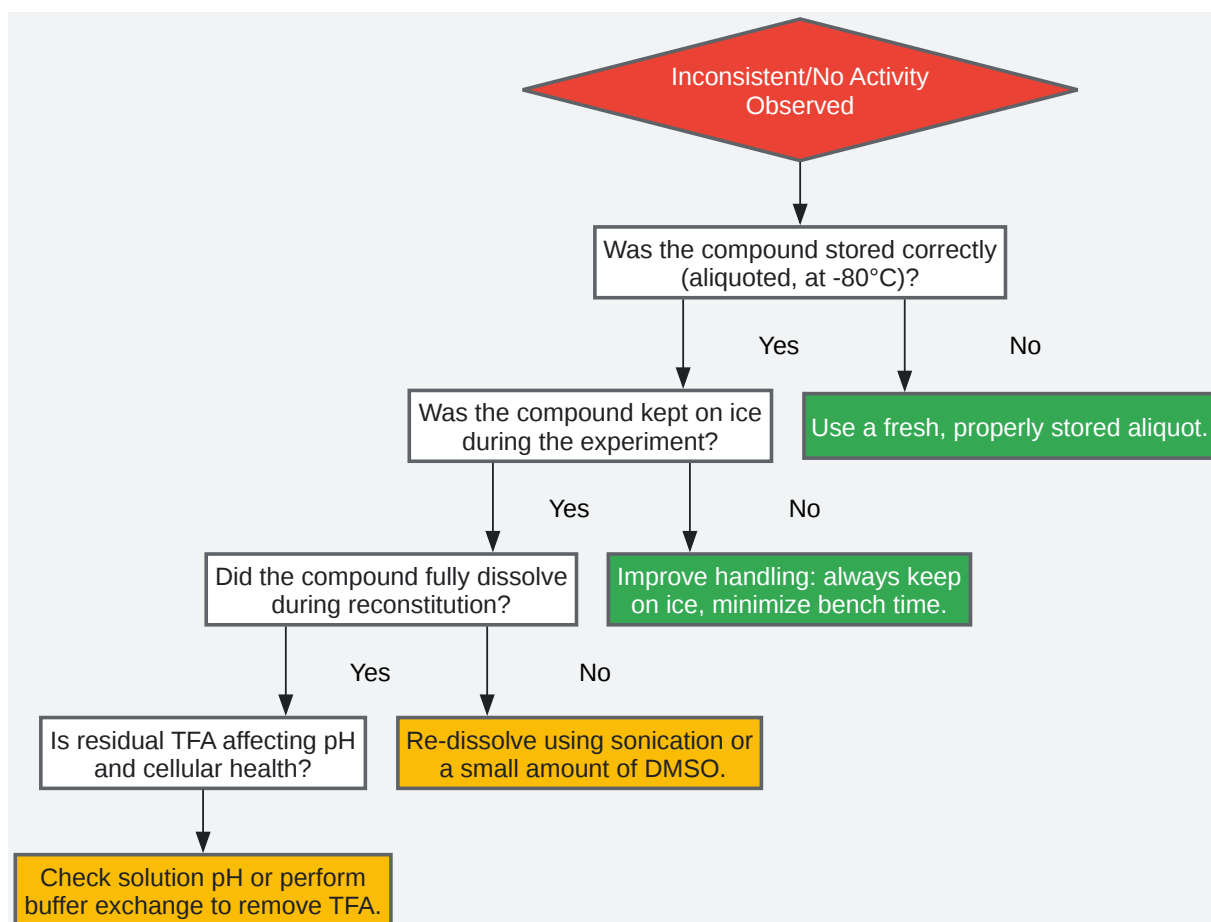 Inconsistent/No Activity
Observed
Was the compound stored correctly
(aliquoted, at -80°C)?
Yes
No
Was the compound kept on ice
during the experiment?
Use a fresh, properly stored aliquot.
Yes
No
Did the compound fully dissolve
during reconstitution?
Improve handling: always keep
on ice, minimize bench time.
Yes
No
Is residual TFA affecting pH
and cellular health?
Re-dissolve using sonication or
a small amount of DMSO.
Check solution pH or perform
buffer exchange to remove TFA.